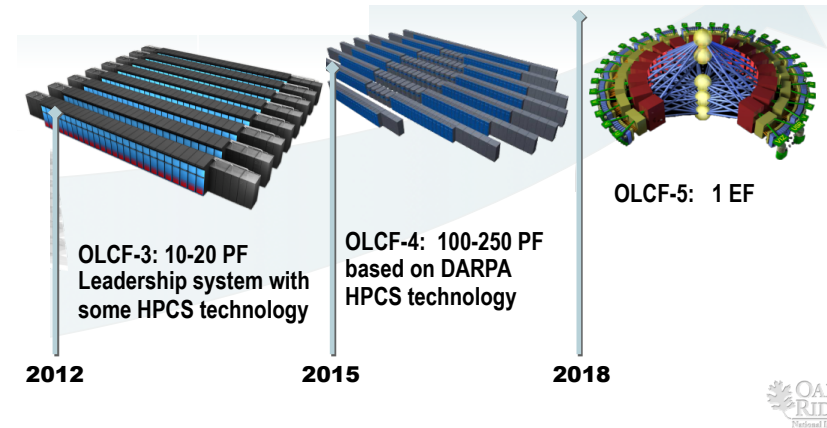 OLCF-5: 1 EF
OLCF-4: 100-250 PF
based on DARPA
HPCS technology
OLCF-3: 10-20 PF
Leadership system with
some HPCS technology
2012
2015
2018